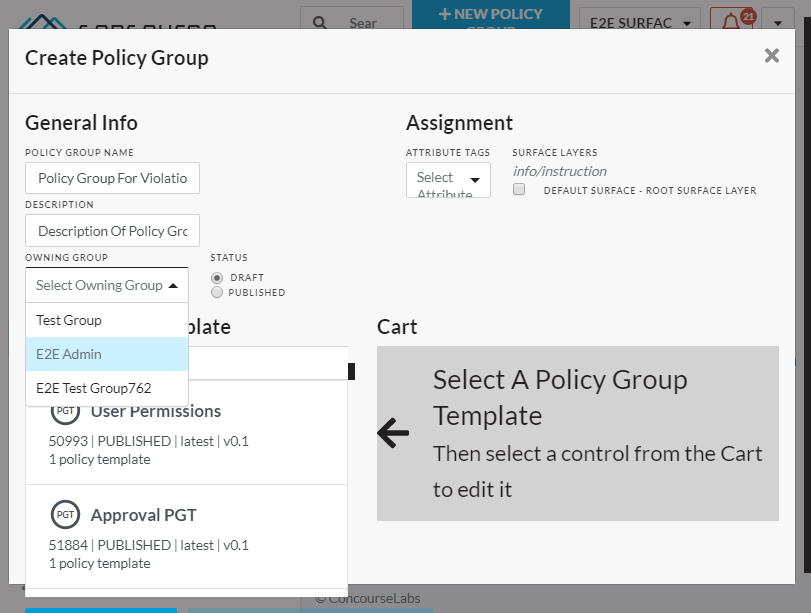 Sear
+ NEW POLICY
GROUP
E2E SURFAC
21
Create Policy Group
×
General Info
Assignment
POLICY GROUP NAME
ATTRIBUTE TAGS
SURFACE LAYERS
Policy Group For Violatio
Select
Attribute
info/instruction
DEFAULT SURFACE - ROOT SURFACE LAYER
DESCRIPTION
Description Of Policy Grc
OWNING GROUP
STATUS
Select Owning Group
DRAFT
PUBLISHED
Test Group
E2E Admin
E2E Test Group762
plate
Cart
Select A Policy Group
Template
Then select a control from the Cart
to edit it
PGT
User Permissions
50993 | PUBLISHED | latest | v0.1
1 policy template
PGT
Approval PGT
51884 | PUBLISHED | latest | v0.1
1 policy template
© ConcourseLabs